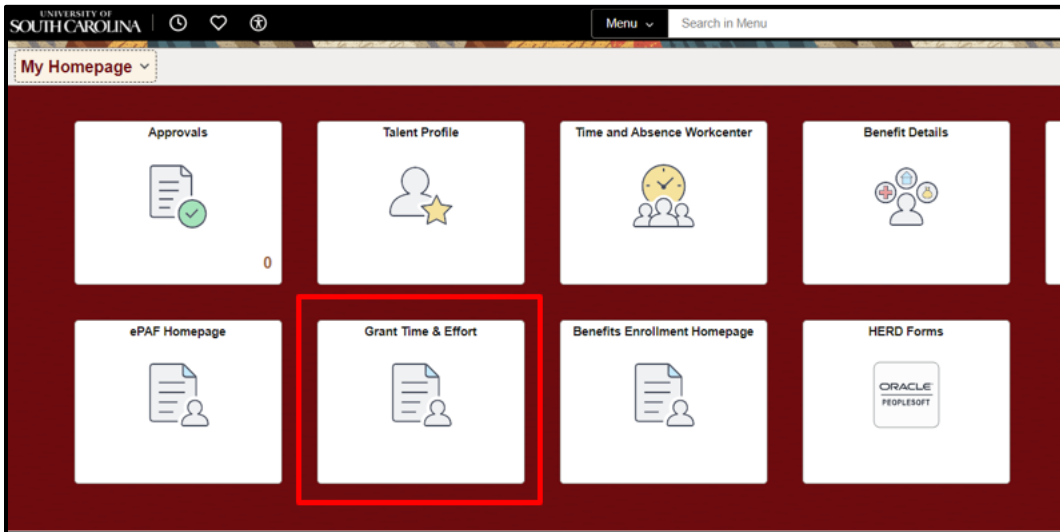 UNIVERSITY OF
SOUTH CAROLINA
Menu
Search in Menu
My Homepage
Approvals
Talent Profile
Time and Absence Workcenter
Benefit Details
0
ePAF Homepage
Grant Time & Effort
Benefits Enrollment Homepage
HERD Forms
ORACLE
PEOPLESOFT